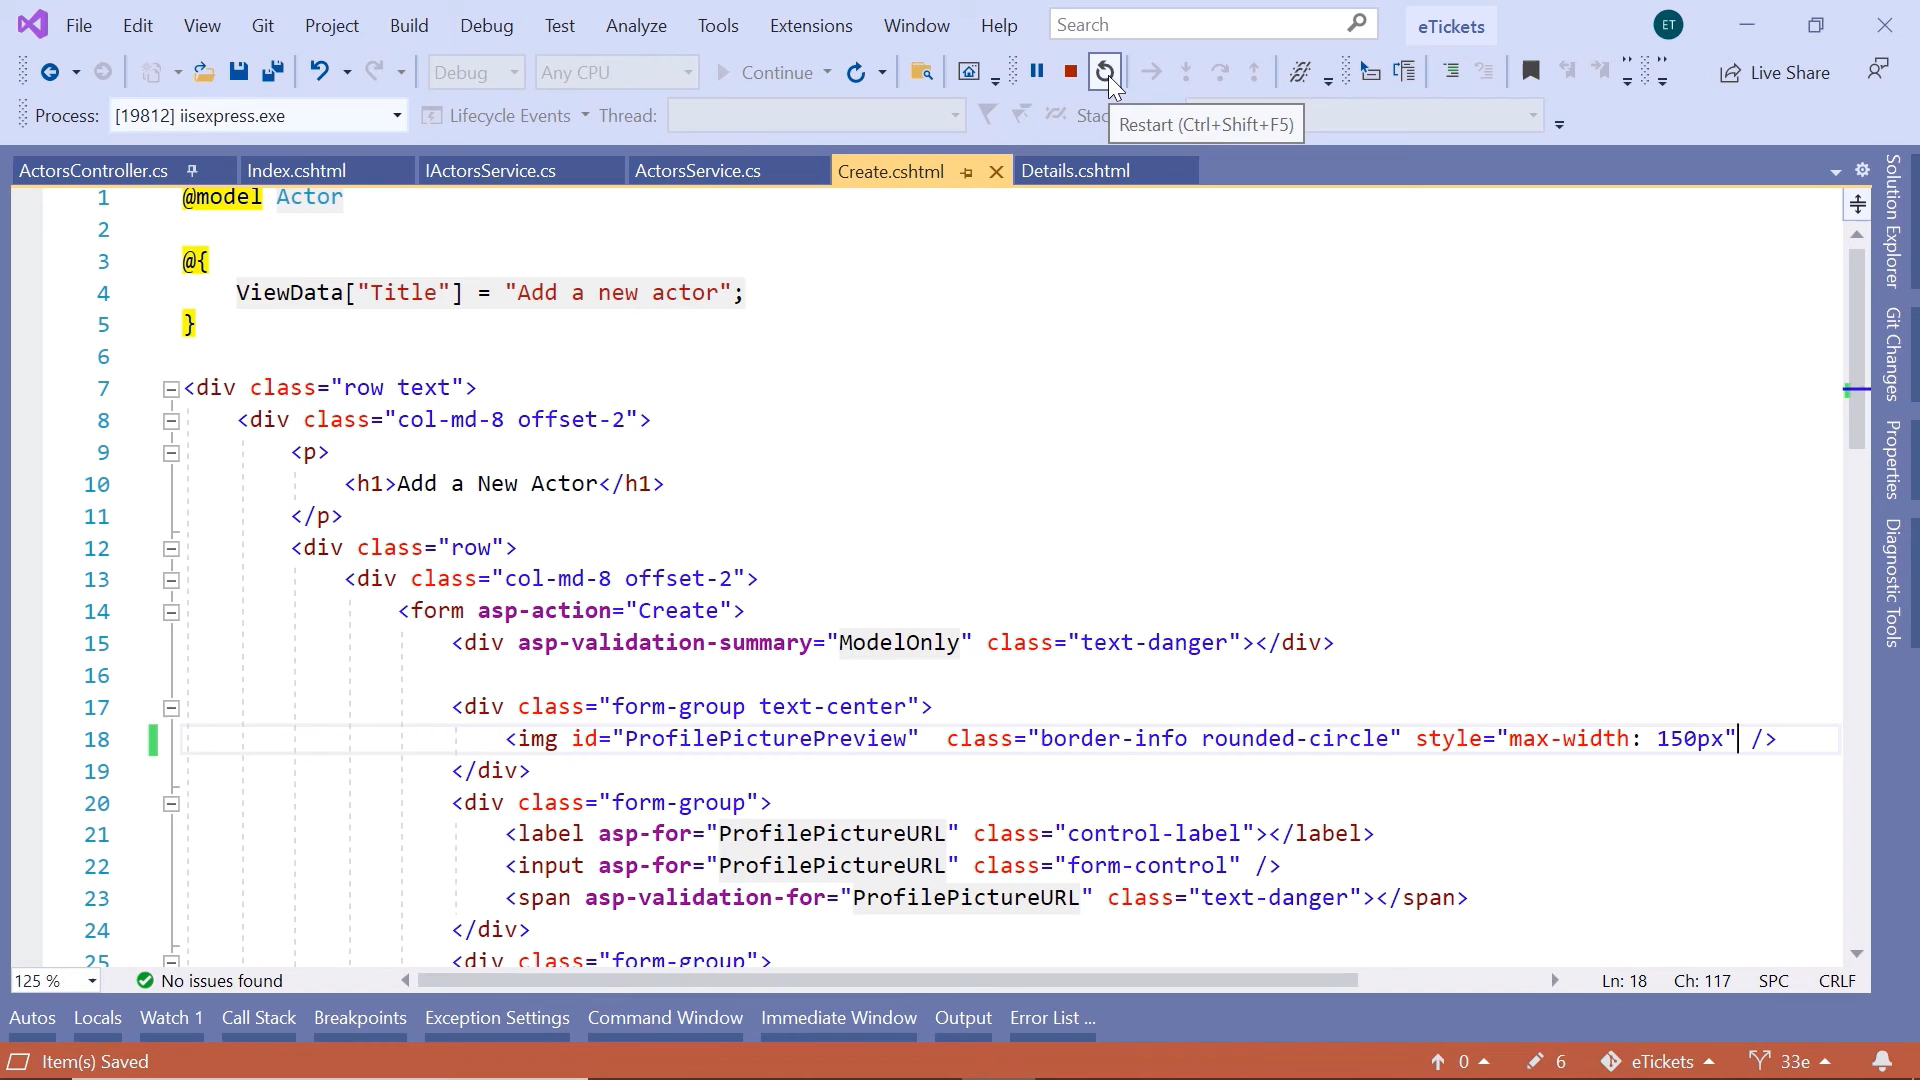 File Edit View Git Project Build Debug Test Analyze Tools Extensions Window Help Search eTickets ET
Debug Any CPU Continue Live Share
Process: [19812] iisexpress.exe Lifecycle Events Thread:
Restart (Ctrl+Shift+F5)
ActorsController.cs Index.cshtml IActorsService.cs ActorsService.cs Create.cshtml Details.cshtml
1 @model Actor
2
3 @{
4 ViewData["Title"] = "Add a new actor";
5 }
6
7 <div class="row text">
8 <div class="col-md-8 offset-2">
9 <p>
10 <h1>Add a New Actor</h1>
11 </p>
12 <div class="row">
13 <div class="col-md-8 offset-2">
14 <form asp-action="Create">
15 <div asp-validation-summary="ModelOnly" class="text-danger"></div>
16
17 <div class="form-group text-center">
18 <img id="ProfilePicturePreview"  class="border-info rounded-circle" style="max-width: 150px" />
19 </div>
20 <div class="form-group">
21 <label asp-for="ProfilePictureURL" class="control-label"></label>
22 <input asp-for="ProfilePictureURL" class="form-control" />
23 <span asp-validation-for="ProfilePictureURL" class="text-danger"></span>
24 </div>
25 <div class="form-group">
Solution Explorer
Git Changes
Properties
Diagnostic Tools
125 % No issues found Ln: 18 Ch: 117 SPC CRLF
Autos Locals Watch 1 Call Stack Breakpoints Exception Settings Command Window Immediate Window Output Error List ...
Item(s) Saved 0 6 eTickets 33e